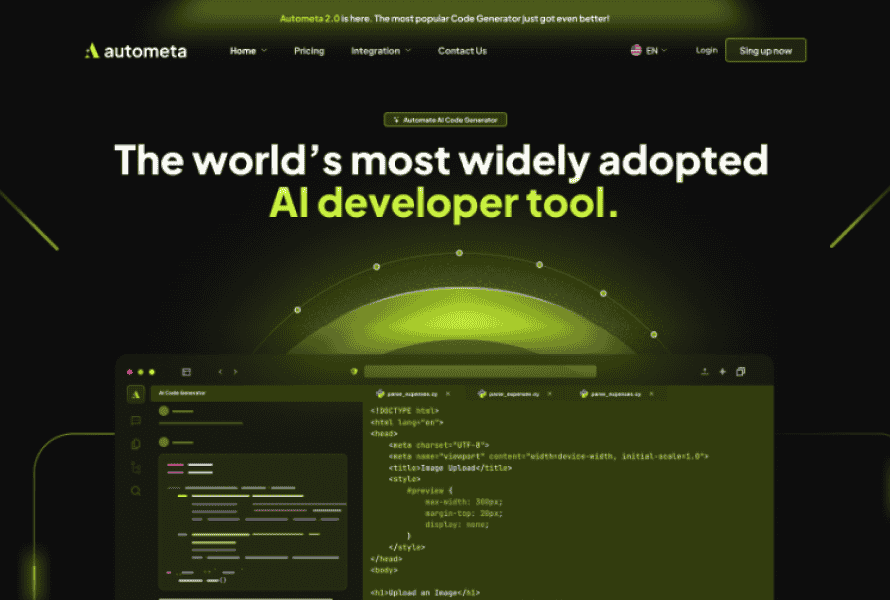 Autometa 2.0 is here. The most popular Code Generator just got even better!
autometa
Home Pricing Integration Contact Us EN Login Sing up now
Automate AI Code Generator
The world's most widely adopted
AI developer tool.
AI Code Generator
parse_expenses.cy × parse_expenses.cy × parse_expenses.cy ×
<!DOCTYPE html>
<html lang="en">
<head>
<meta charset="UTF-8">
<meta name="viewport" content="width=device-width, initial-scale=1.0">
<title>Image Upload</title>
<style>
#preview {
max-width: 300px;
margin-top: 20px;
display: none;
}
</style>
</head>
<body>
<h1>Upload an Image</h1>